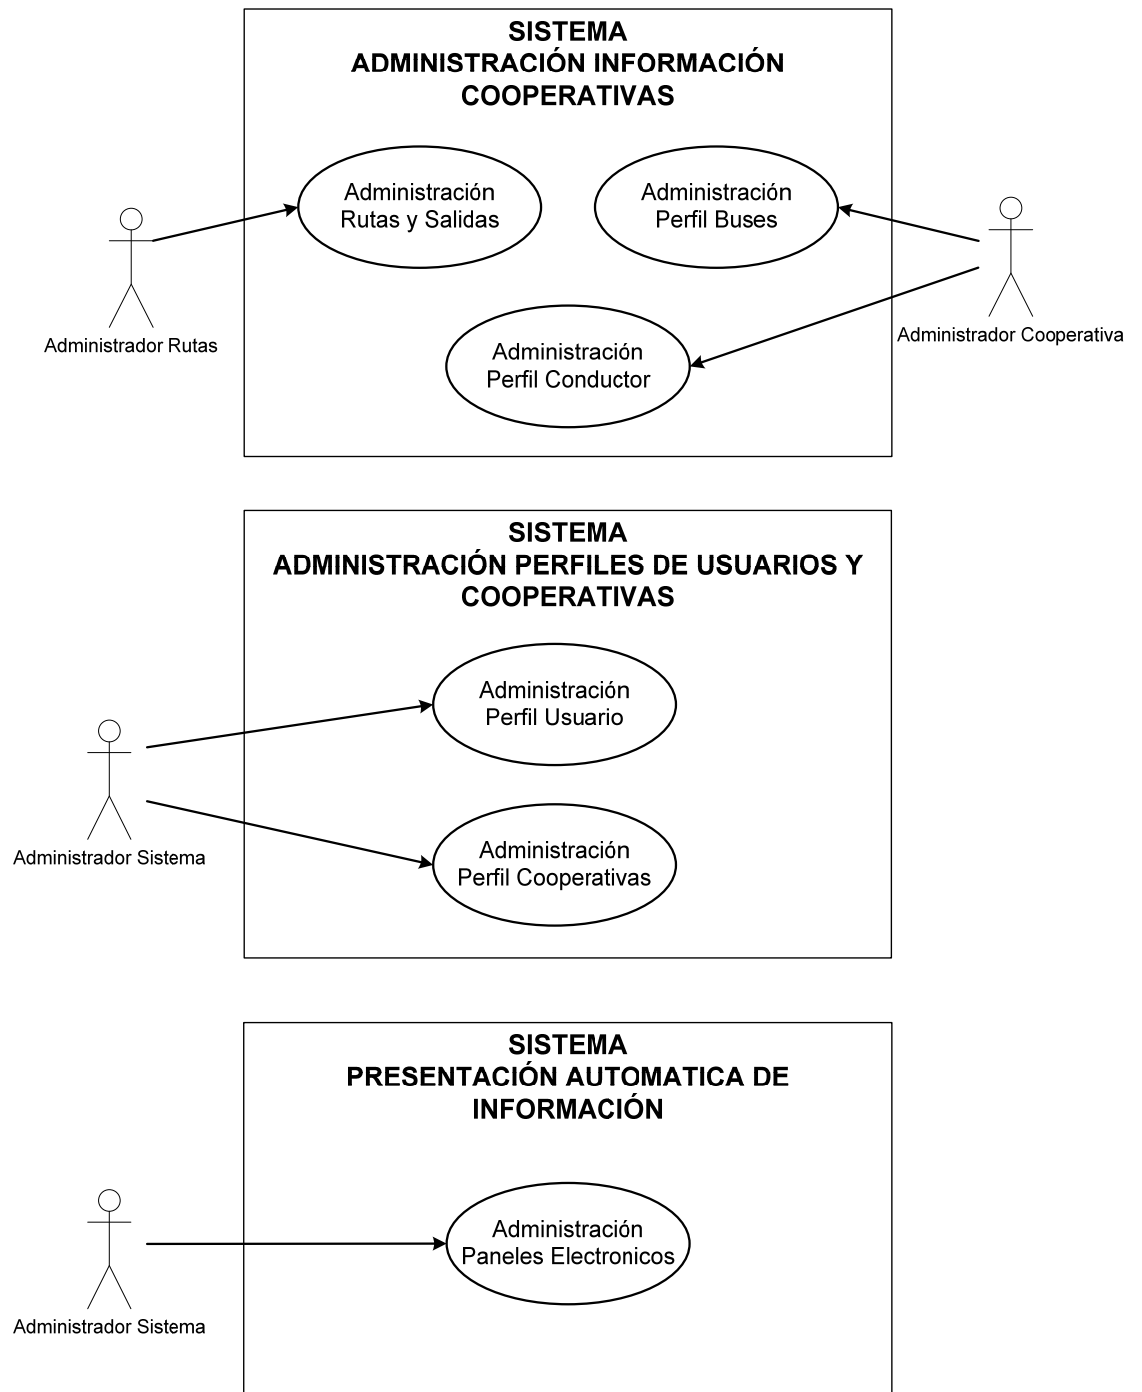 SISTEMA
ADMINISTRACIÓN INFORMACIÓN
COOPERATIVAS
Administración
Rutas y Salidas
Administración
Perfil Buses
Administrador Rutas
Administrador Cooperativa
Administración
Perfil Conductor
SISTEMA
ADMINISTRACIÓN PERFILES DE USUARIOS Y
COOPERATIVAS
Administración
Perfil Usuario
Administrador Sistema
Administración
Perfil Cooperativas
SISTEMA
PRESENTACIÓN AUTOMATICA DE
INFORMACIÓN
Administración
Paneles Electronicos
Administrador Sistema